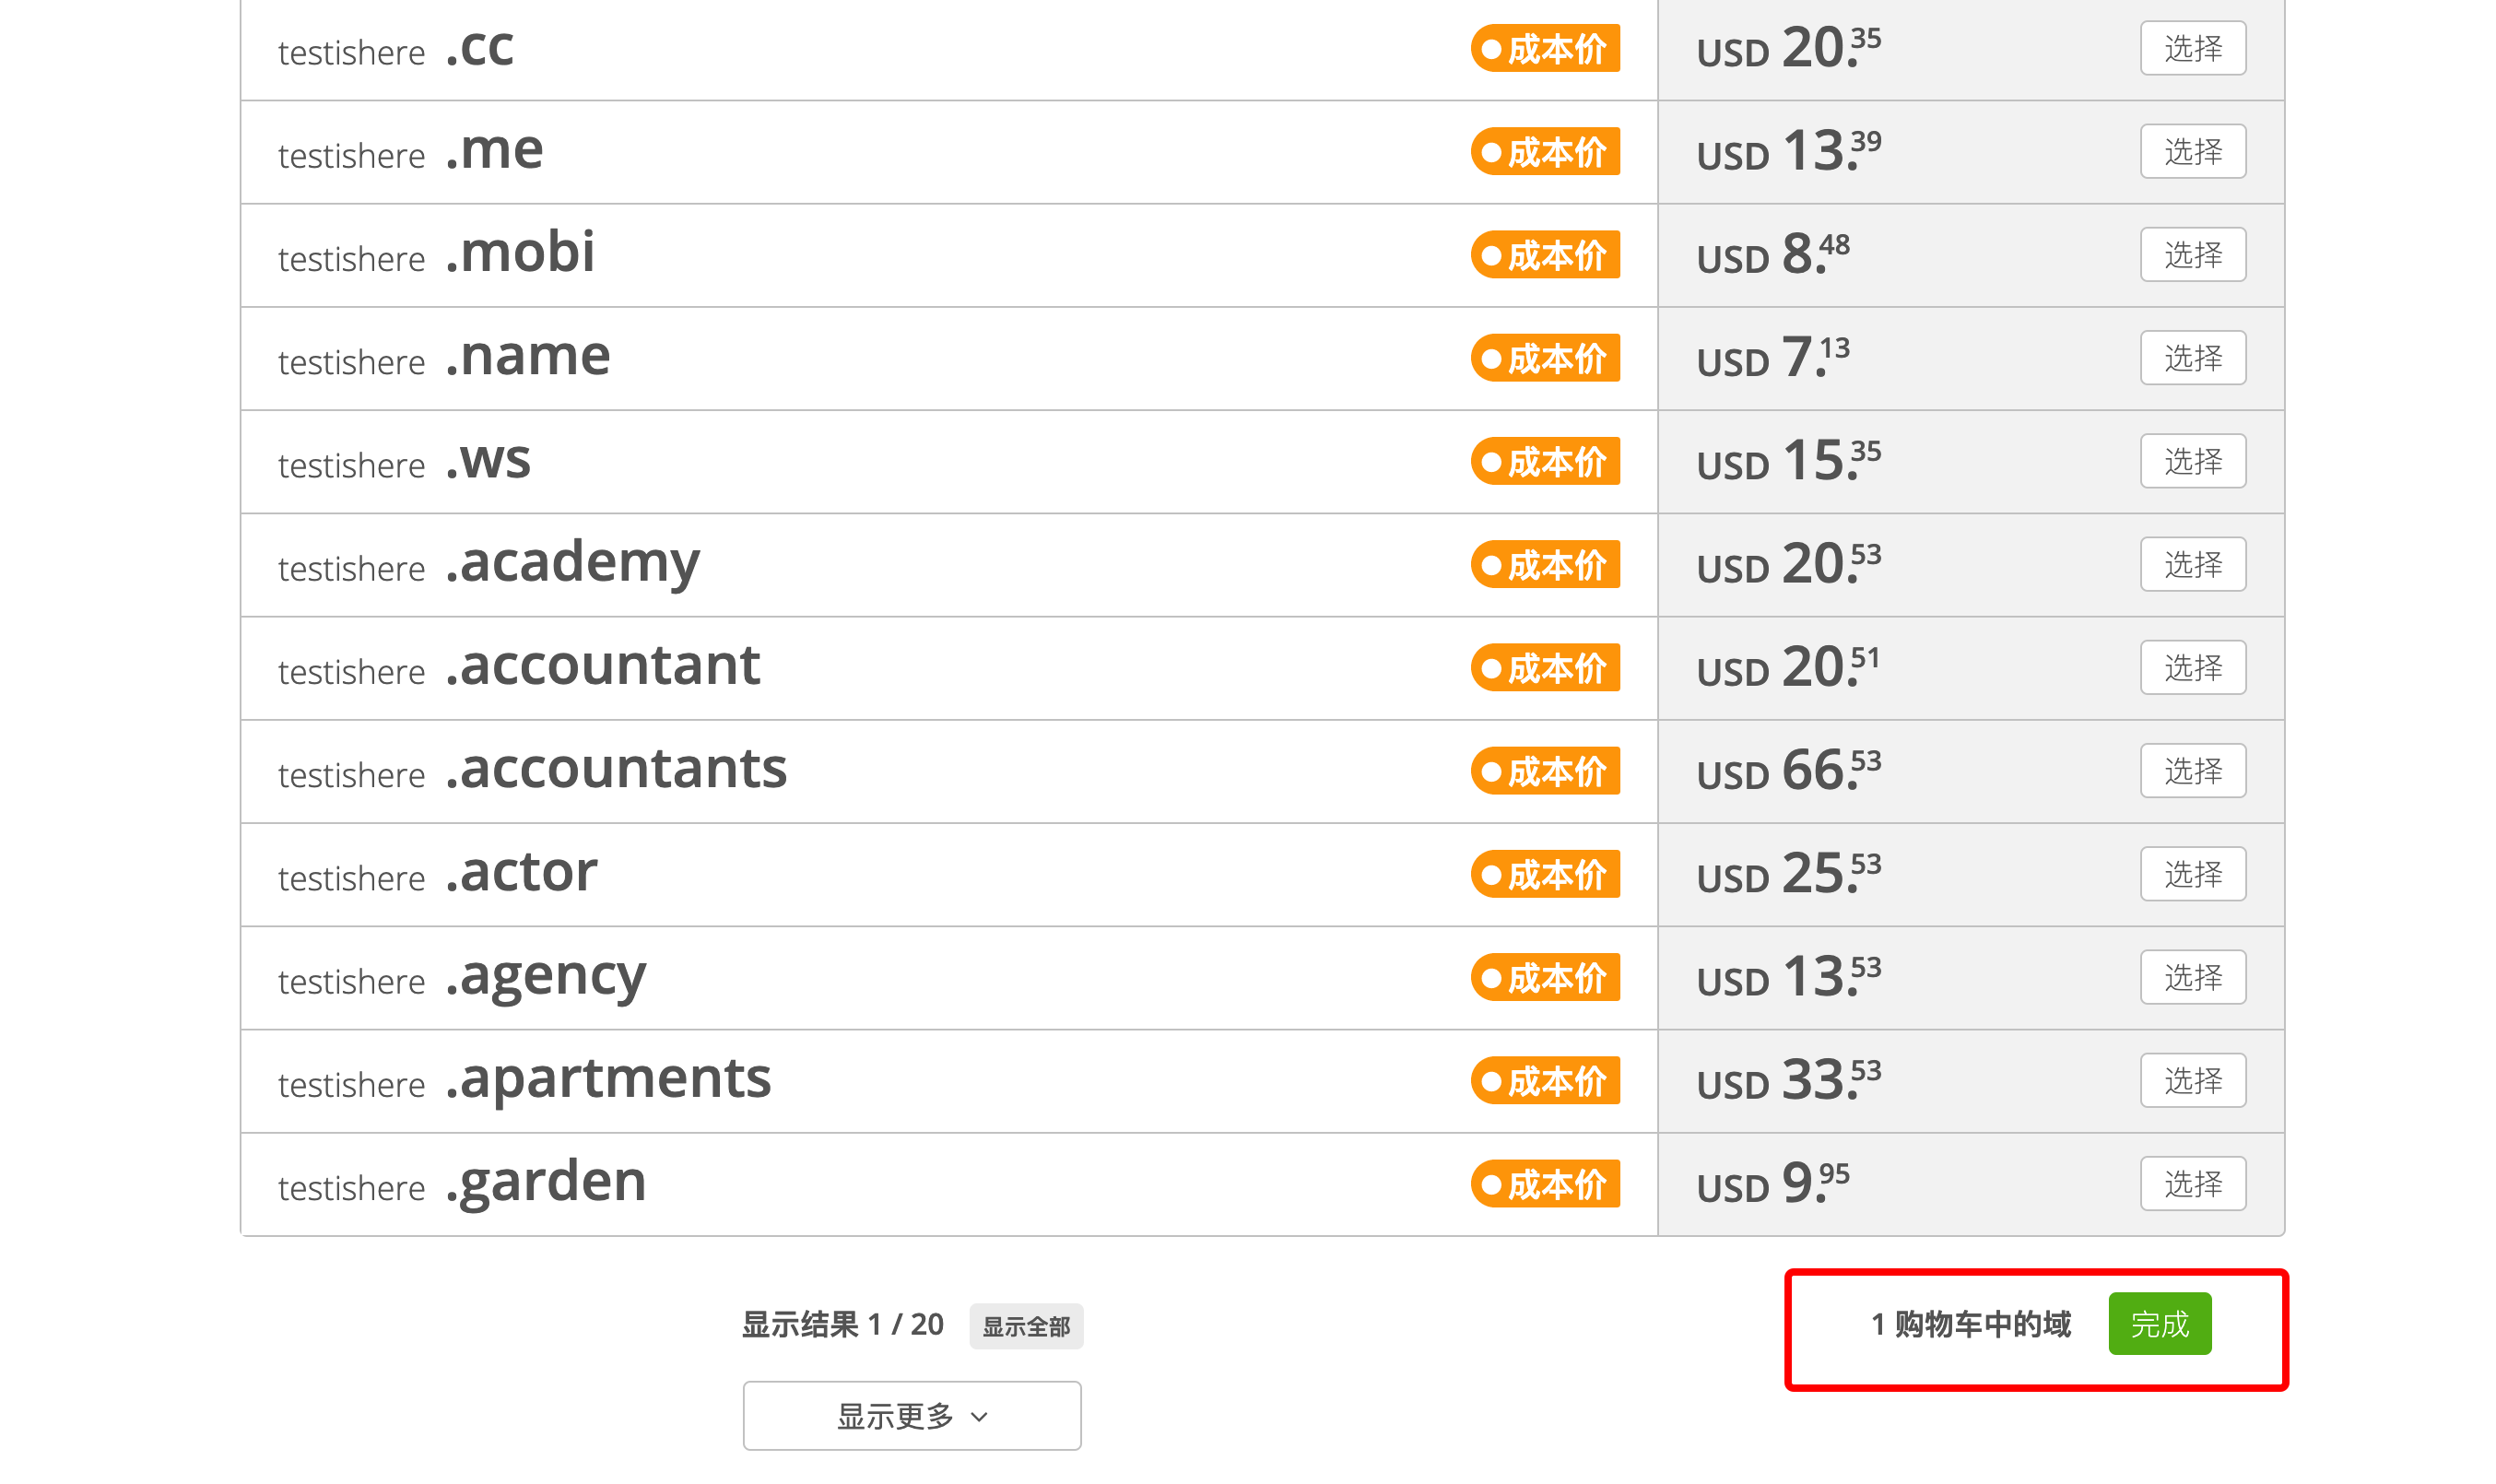 testishere .cc 成本价 USD 20.35 选择
testishere .me 成本价 USD 13.39 选择
testishere .mobi 成本价 USD 8.48 选择
testishere .name 成本价 USD 7.13 选择
testishere .ws 成本价 USD 15.35 选择
testishere .academy 成本价 USD 20.53 选择
testishere .accountant 成本价 USD 20.51 选择
testishere .accountants 成本价 USD 66.53 选择
testishere .actor 成本价 USD 25.53 选择
testishere .agency 成本价 USD 13.53 选择
testishere .apartments 成本价 USD 33.53 选择
testishere .garden 成本价 USD 9.95 选择
显示结果 1 / 20 显示全部 1 购物车中的域 完成
显示更多